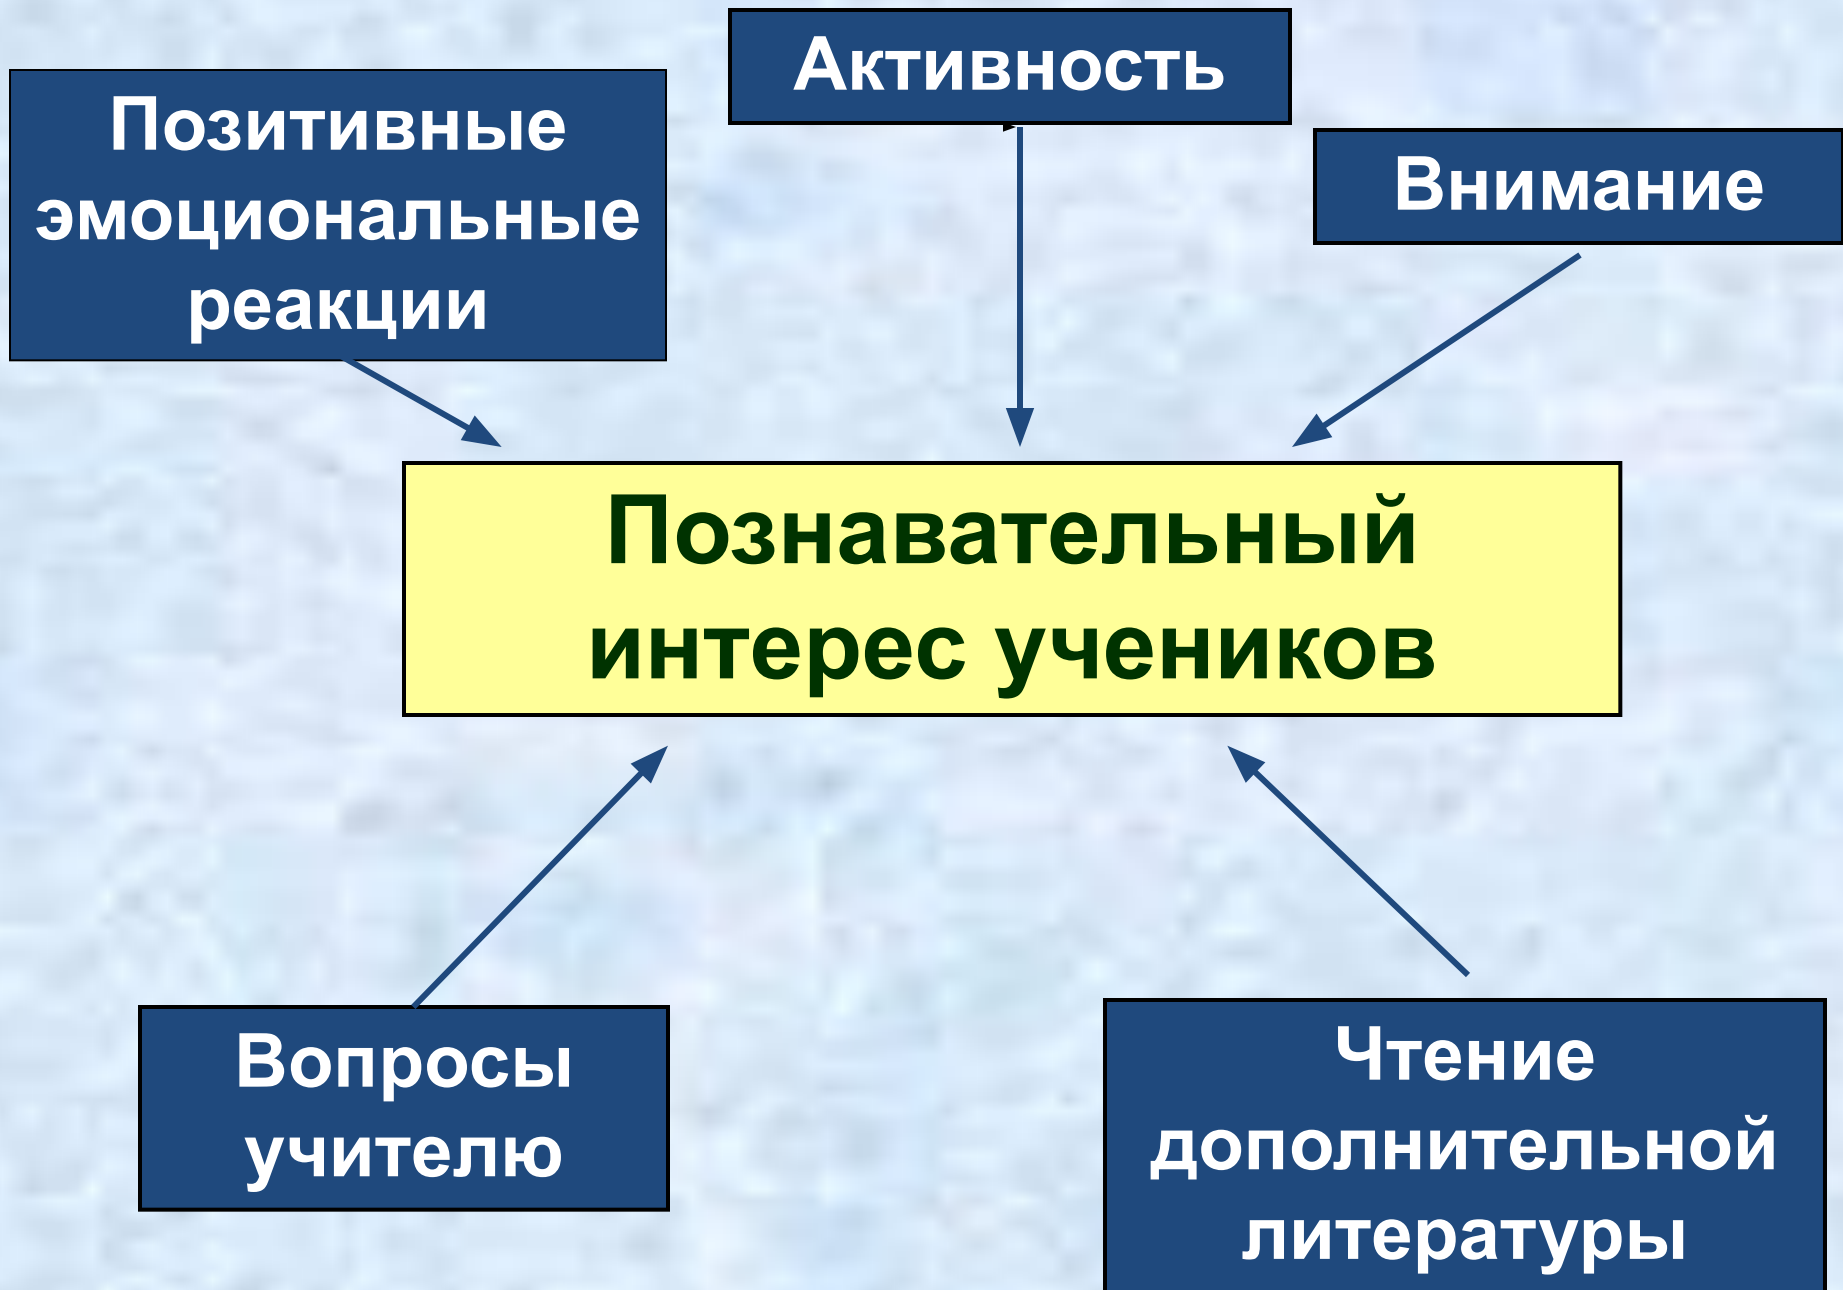 Активность
Позитивные
эмоциональные
реакции
Внимание
Познавательный
интерес учеников
Вопросы
учителю
Чтение
дополнительной
литературы